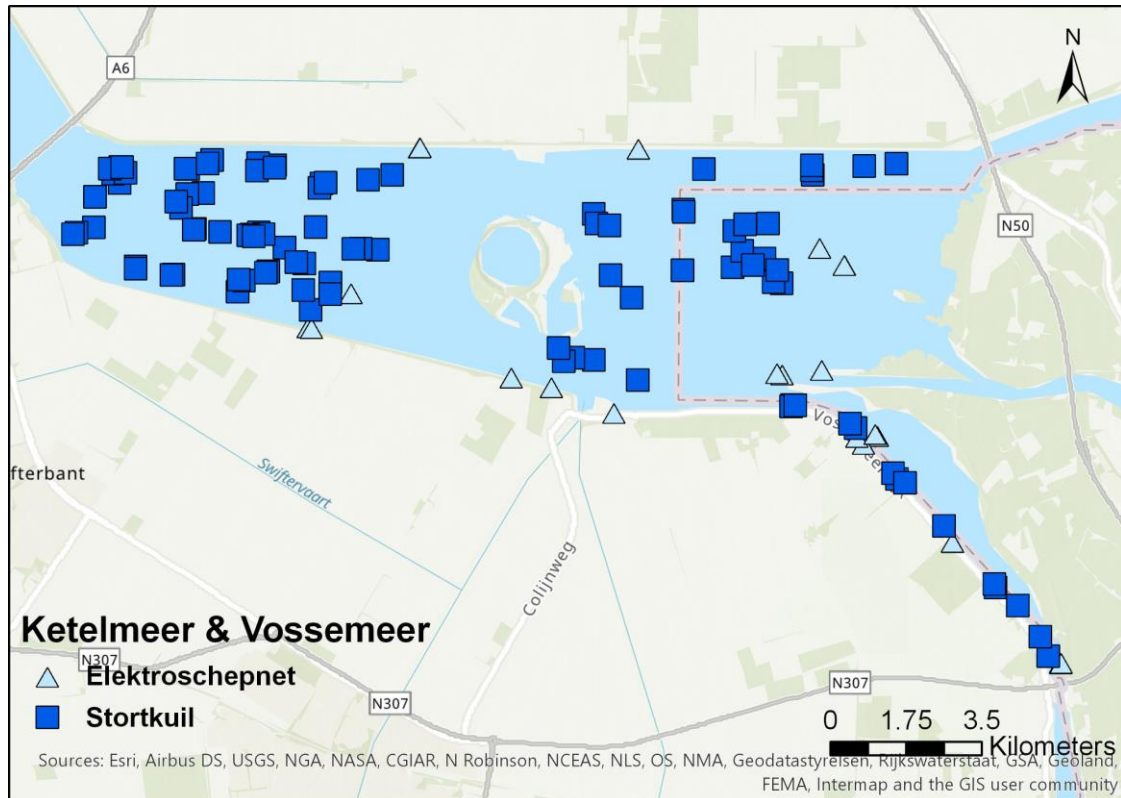 N
A6
N50
Vossemeer
fterbant
Swiftervaart
Colijnweg
Ketelmeer & Vossemeer
Elektroschepnet
Stortkuil
N307
N307
N307
0 1.75 3.5
Kilometers
Sources: Esri, Airbus DS, USGS, NGA, NASA, CGIAR, N Robinson, NCEAS, NLS, OS, NMA, Geodatastyrelsen, Rijkswaterstaat, GSA, Geoland,
FEMA, Intermap and the GIS user community